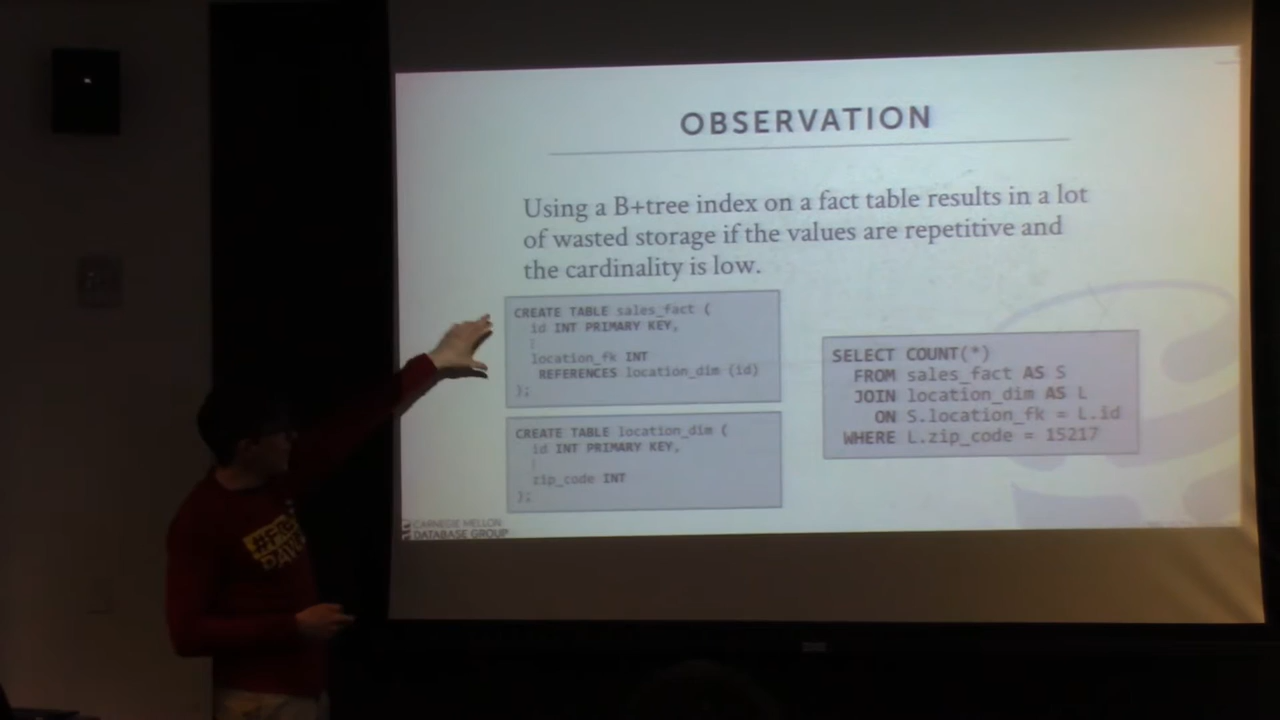 OBSERVATION
Using a B+tree index on a fact table results in a lot
of wasted storage if the values are repetitive and
the cardinality is low.
CREATE TABLE sales_fact (
id INT PRIMARY KEY,
⋮
location_fk INT
REFERENCES location_dim (id)
);
CREATE TABLE location_dim (
id INT PRIMARY KEY,
⋮
zip_code INT
);
SELECT COUNT(*)
FROM sales_fact AS S
JOIN location_dim AS L
ON S.location_fk = L.id
WHERE L.zip_code = 15217
CARNEGIE MELLON
DATABASE GROUP